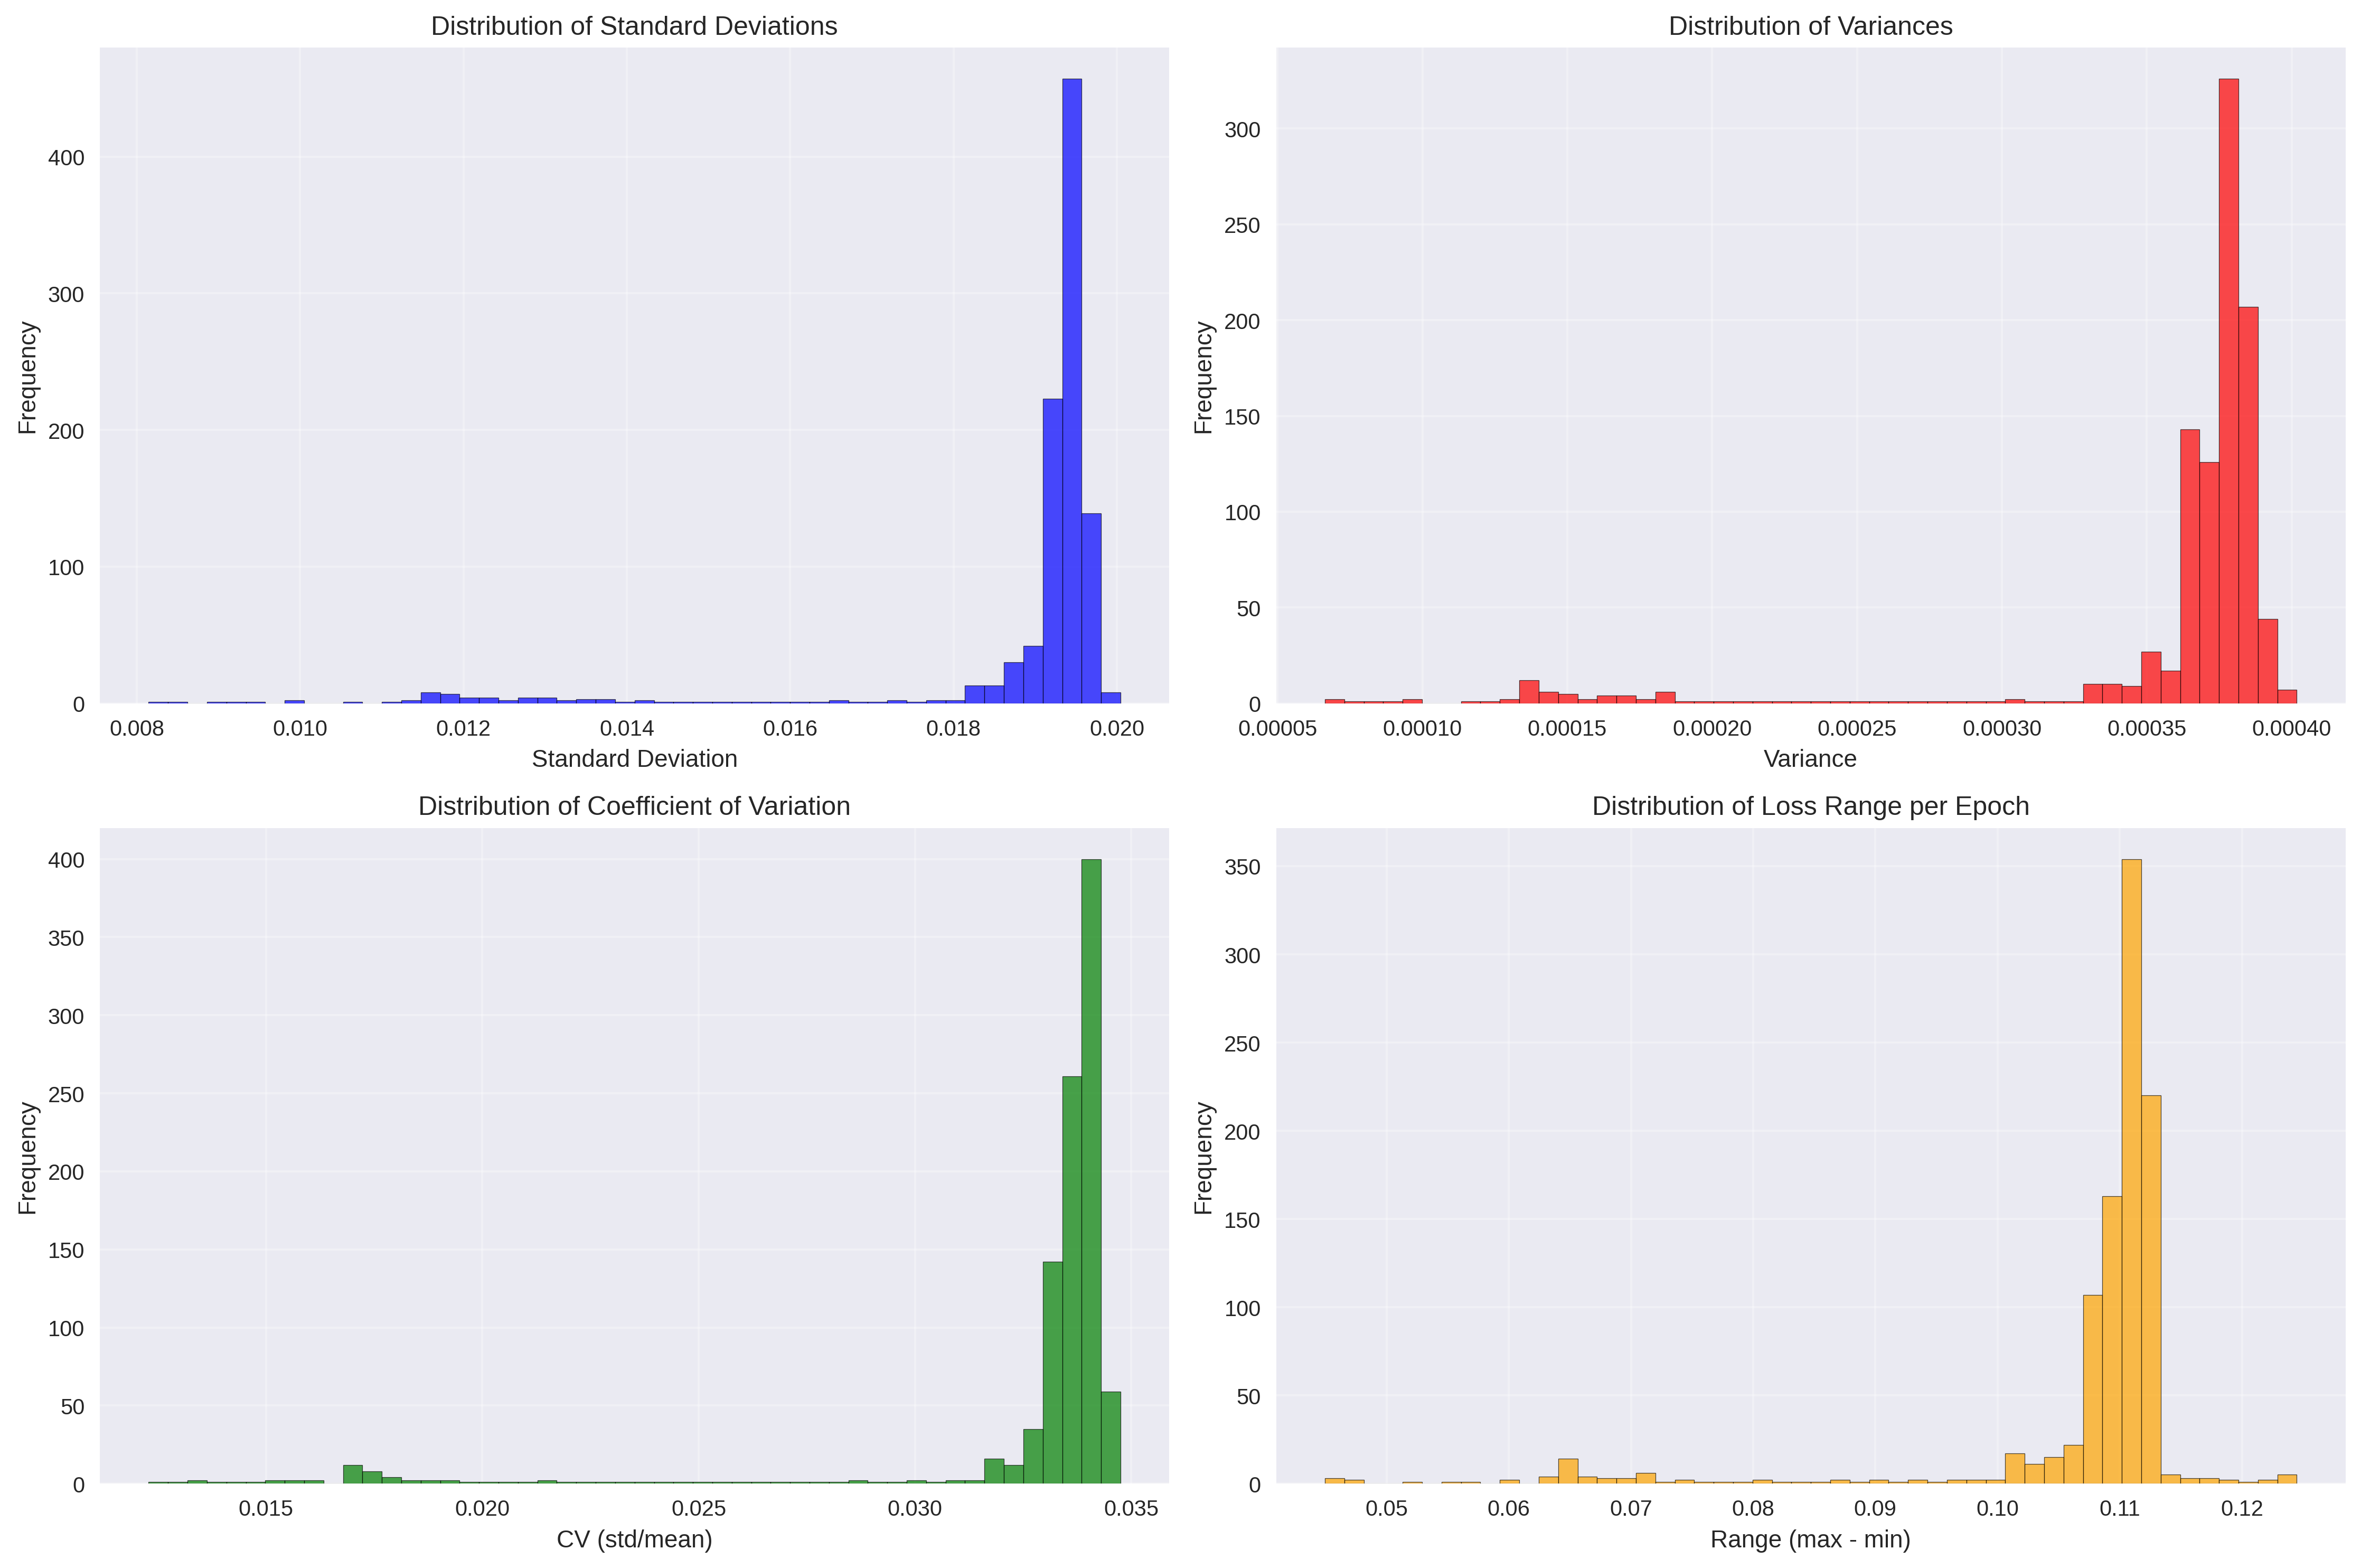 Distribution of Standard Deviations
Frequency
400
300
200
100
0
0.008 0.010 0.012 0.014 0.016 0.018 0.020
Standard Deviation
Distribution of Variances
Frequency
300
250
200
150
100
50
0
0.00005 0.00010 0.00015 0.00020 0.00025 0.00030 0.00035 0.00040
Variance
Distribution of Coefficient of Variation
Frequency
400
350
300
250
200
150
100
50
0
0.015 0.020 0.025 0.030 0.035
CV (std/mean)
Distribution of Loss Range per Epoch
Frequency
350
300
250
200
150
100
50
0
0.05 0.06 0.07 0.08 0.09 0.10 0.11 0.12
Range (max - min)